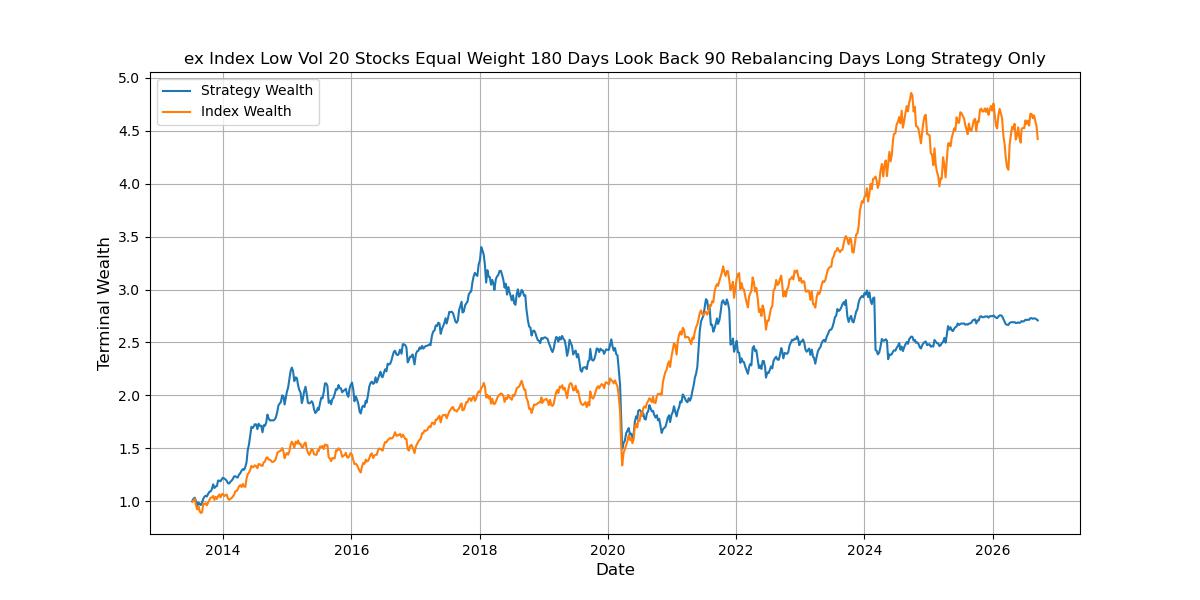 ex Index Low Vol 20 Stocks Equal Weight 180 Days Look Back 90 Rebalancing Days Long Strategy Only
Strategy Wealth
Index Wealth
Terminal Wealth
5.0
4.5
4.0
3.5
3.0
2.5
2.0
1.5
1.0
2014 2016 2018 2020 2022 2024 2026
Date